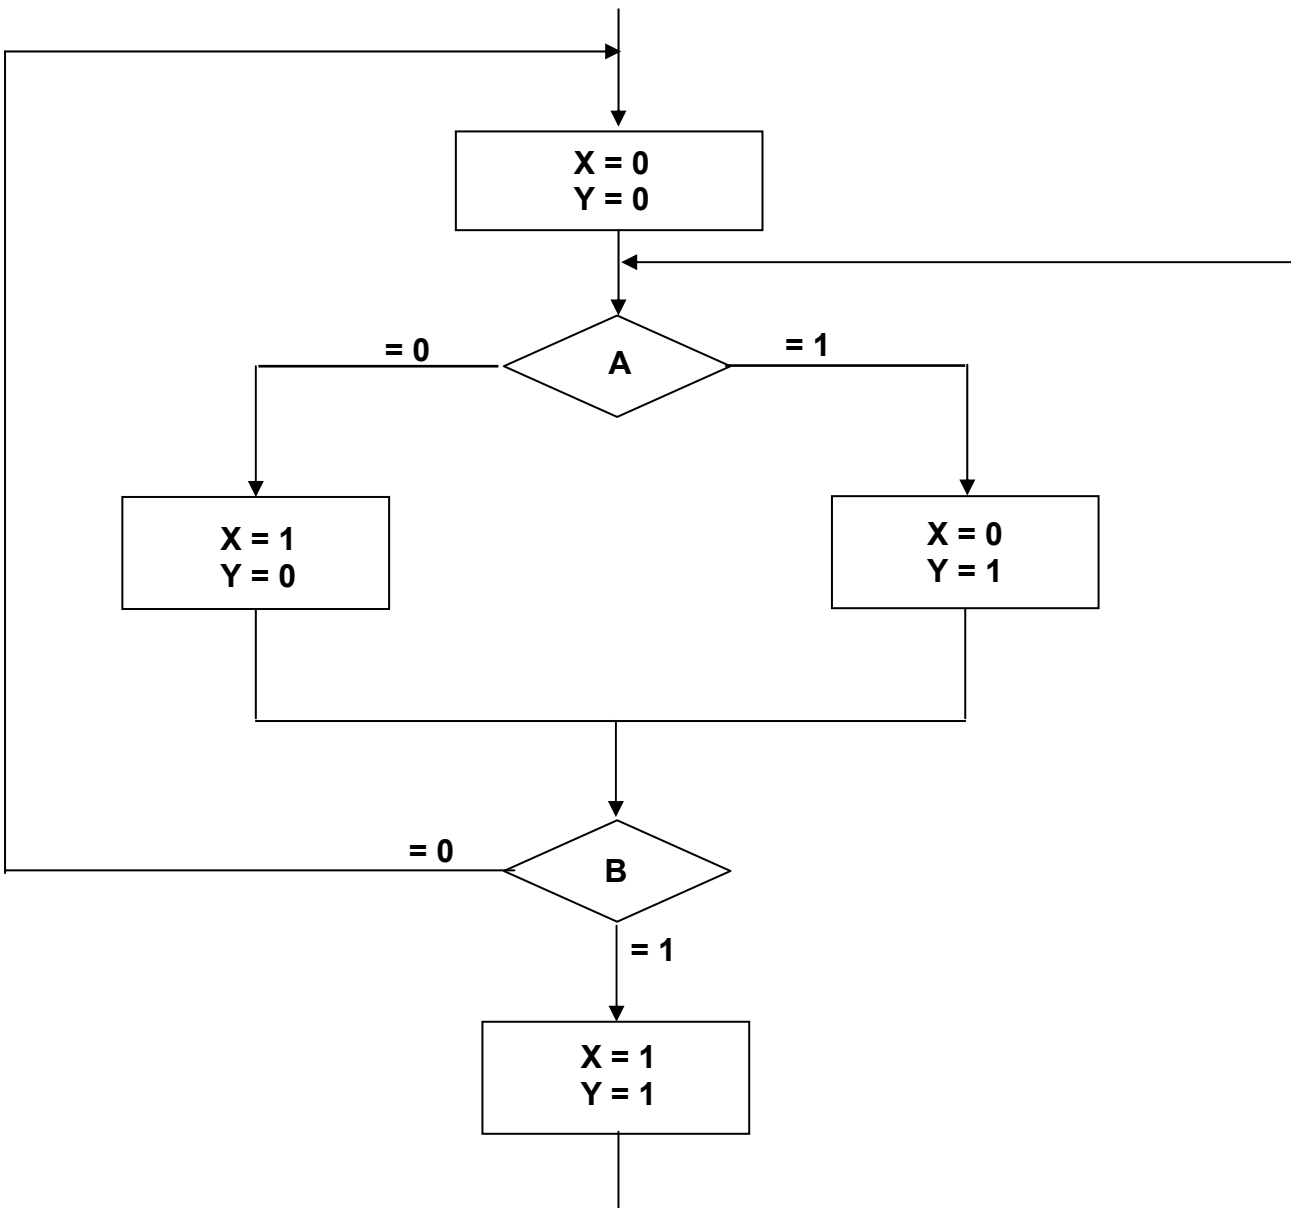 X = 0
Y = 0
= 0
= 1
A
X = 1
Y = 0
X = 0
Y = 1
= 0
B
= 1
X = 1
Y = 1